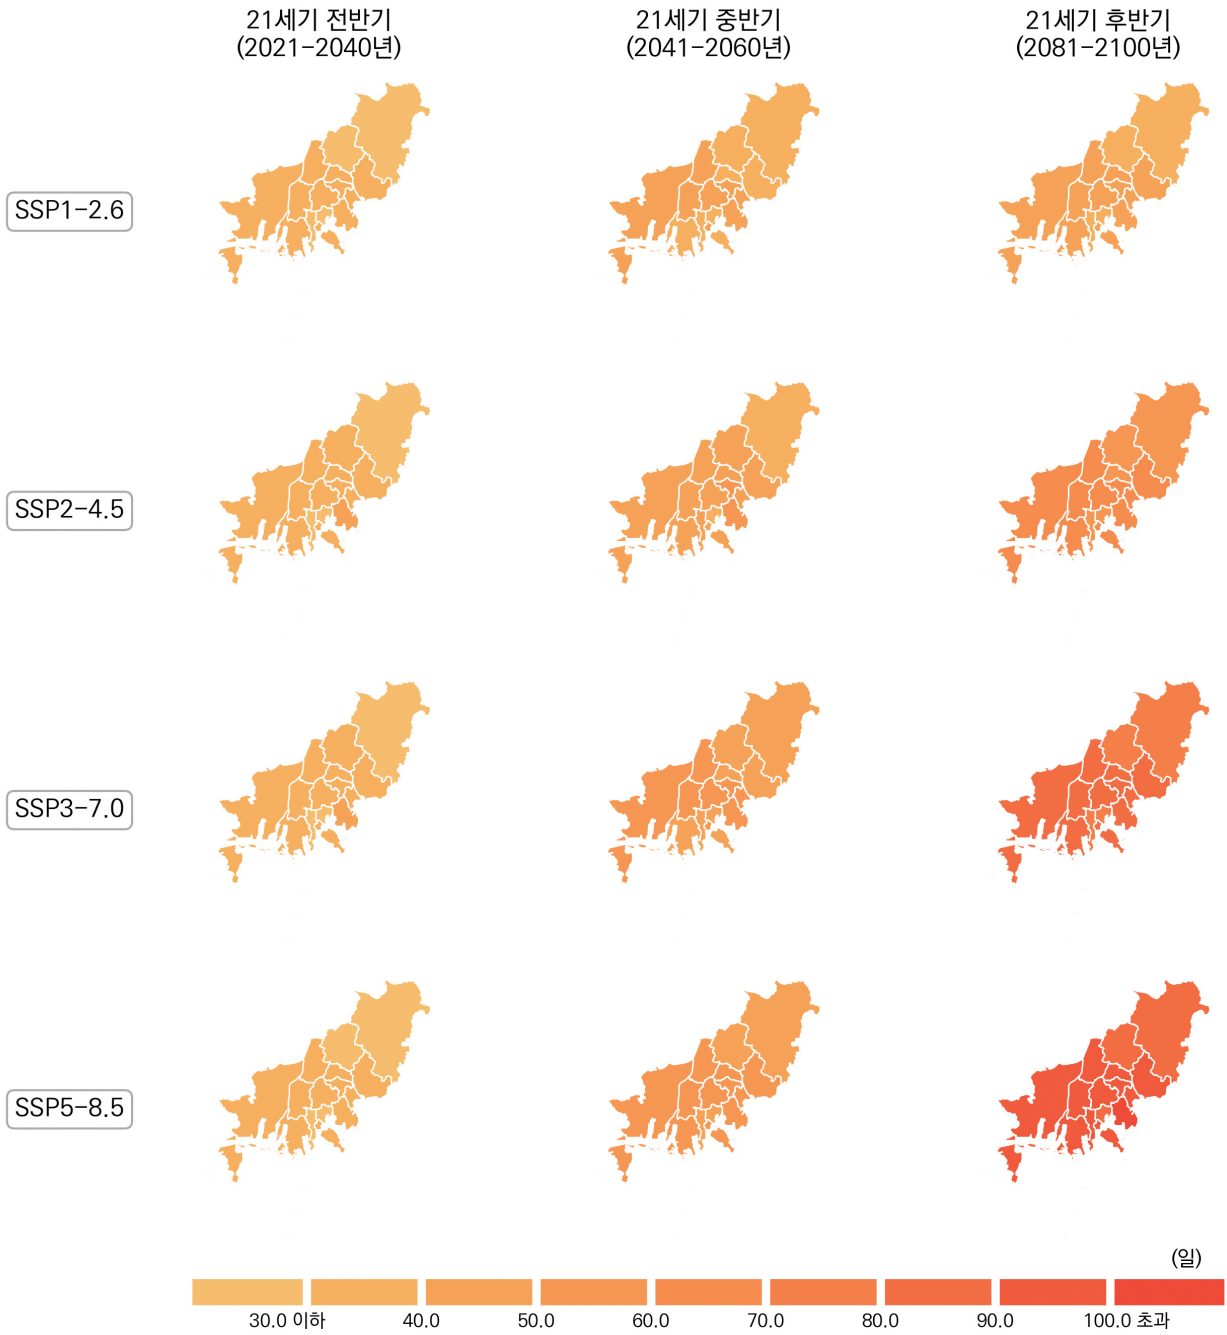 21세기 전반기
(2021-2040년)
21세기 중반기
(2041-2060년)
21세기 후반기
(2081-2100년)
SSP1-2.6
SSP2-4.5
SSP3-7.0
SSP5-8.5
(일)
30.0 이하 40.0 50.0 60.0 70.0 80.0 90.0 100.0 초과